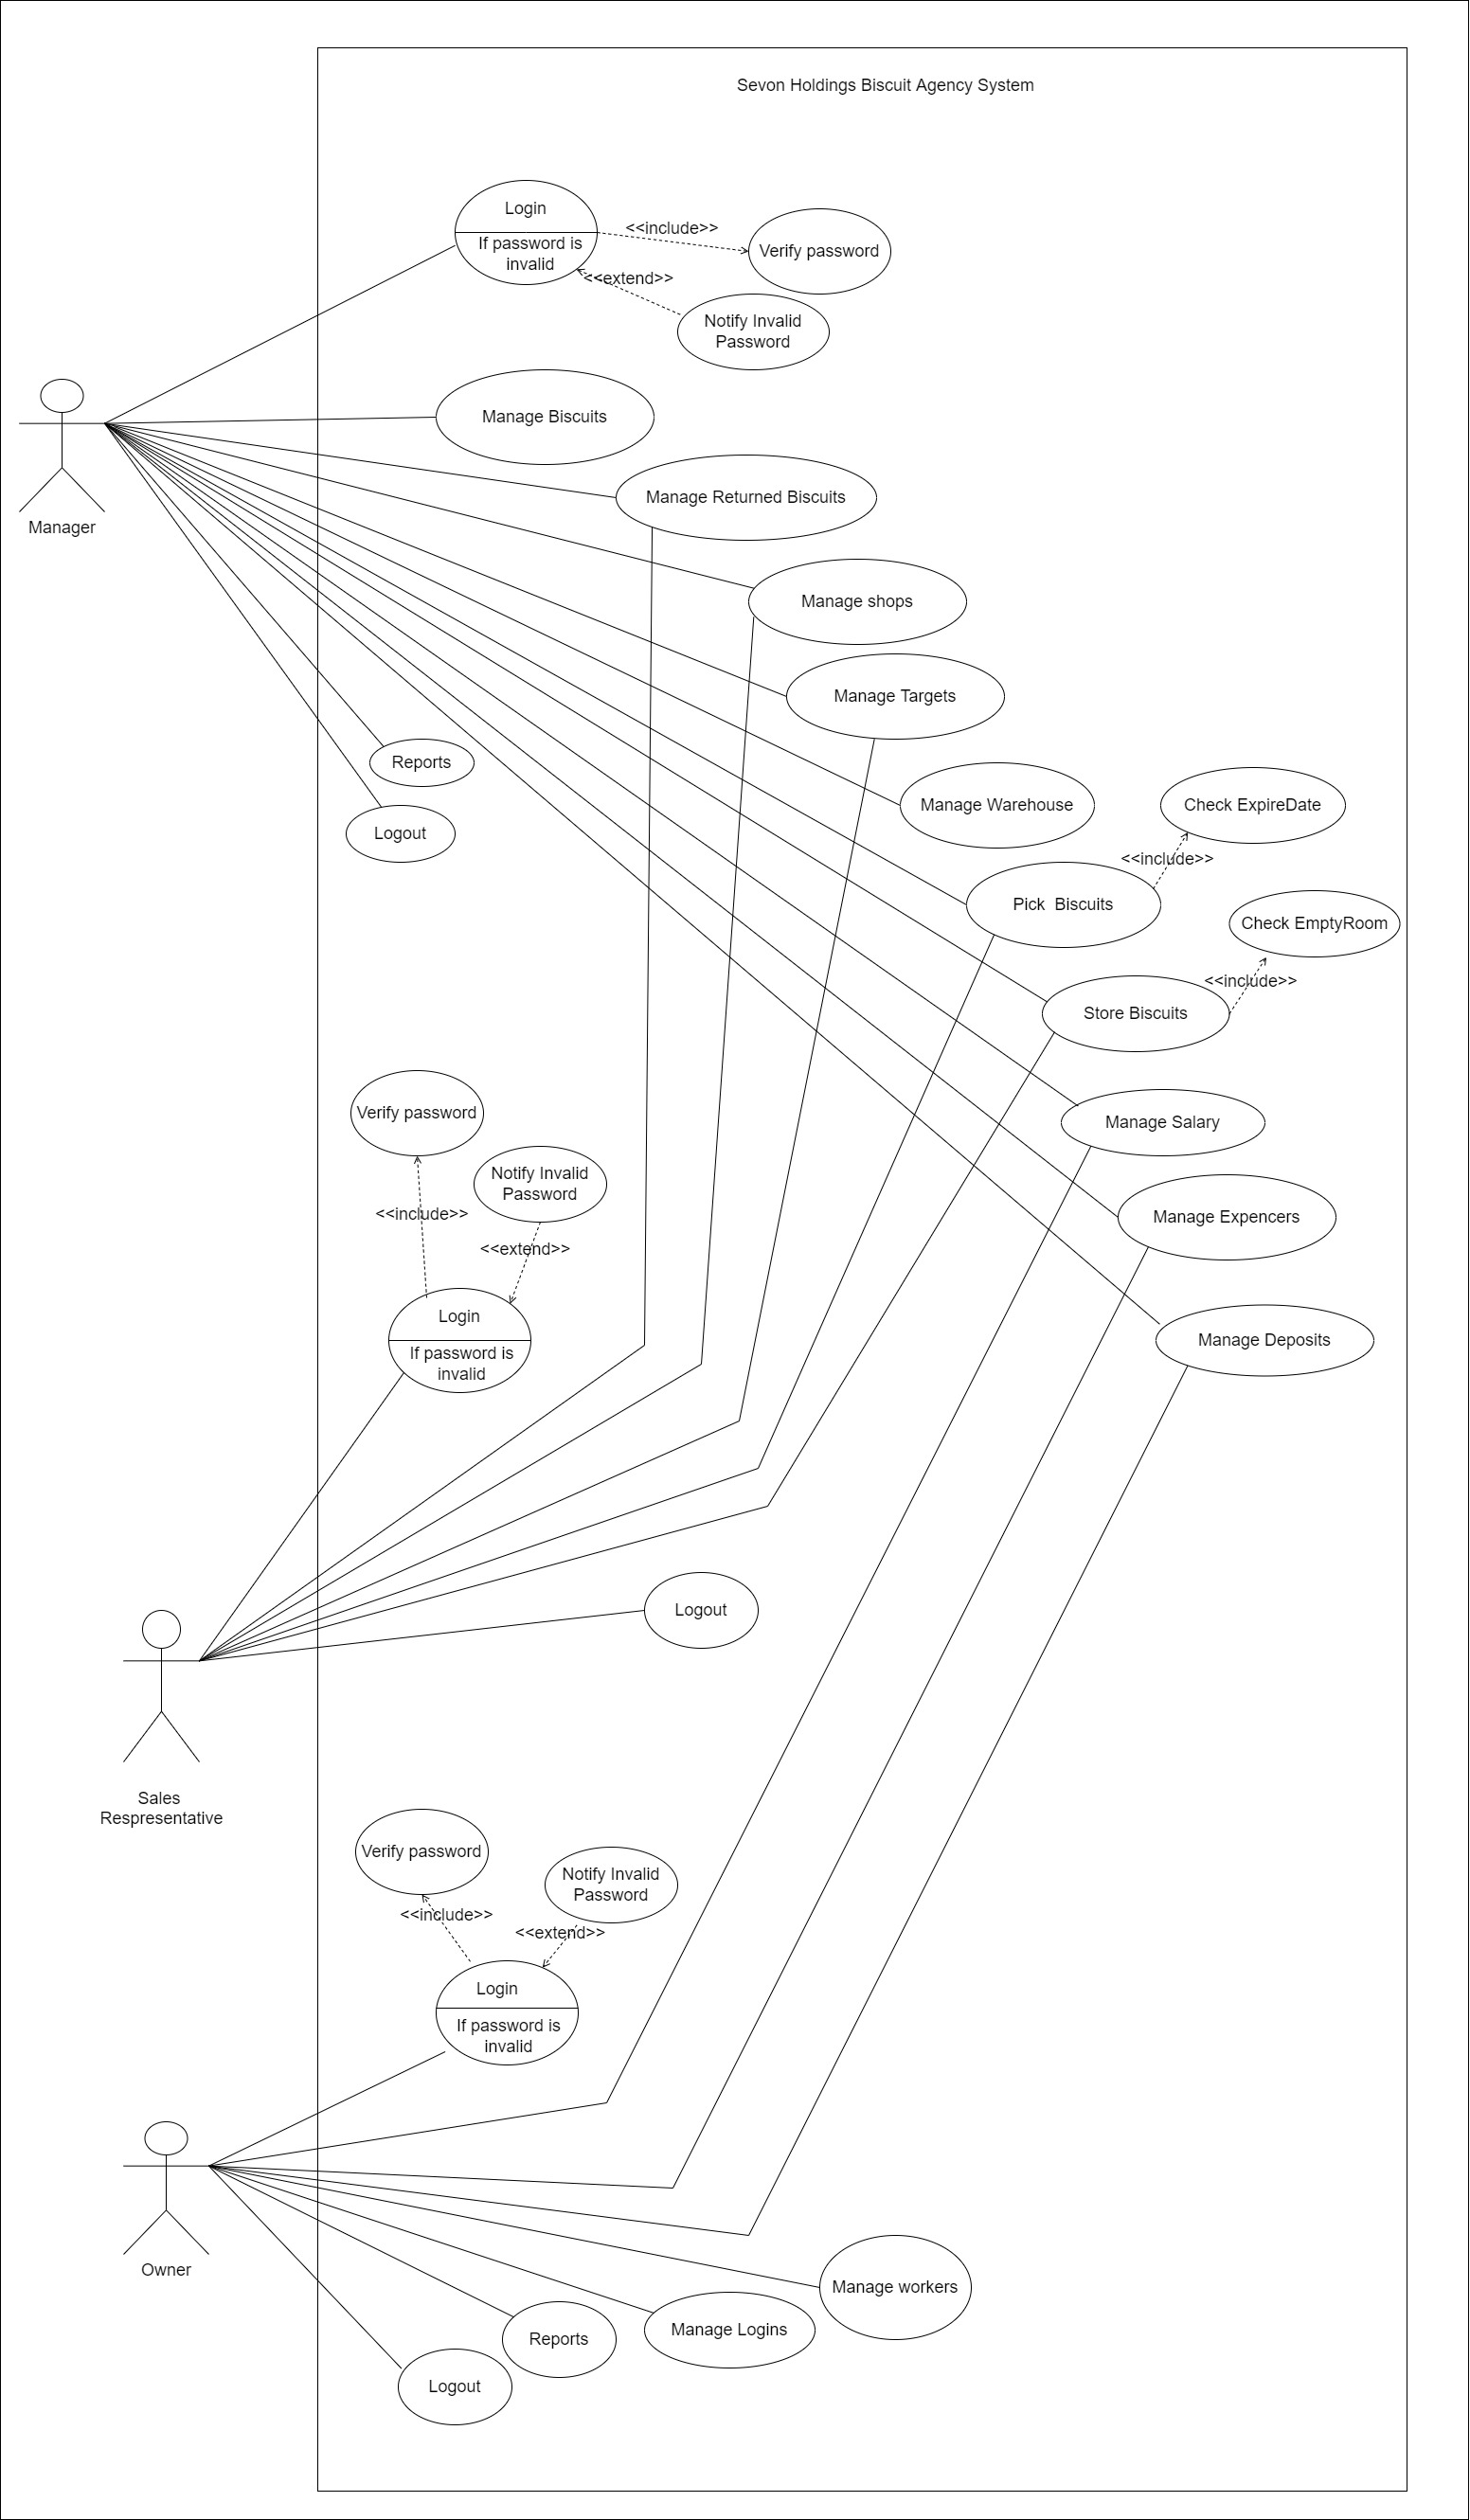 Sevon Holdings Biscuit Agency System
Login
If password is
invalid
<<include>>
Verify password
<<extend>>
Notify Invalid
Password
Manage Biscuits
Manage Returned Biscuits
Manager
Manage shops
Manage Targets
Reports
Manage Warehouse
Check ExpireDate
Logout
<<include>>
Pick  Biscuits
Check EmptyRoom
<<include>>
Store Biscuits
Verify password
Manage Salary
Notify Invalid
Password
<<include>>
Manage Expencers
<<extend>>
Login
If password is
invalid
Manage Deposits
Logout
Sales
Respresentative
Verify password
Notify Invalid
Password
<<include>>
<<extend>>
Login
If password is
invalid
Owner
Manage workers
Manage Logins
Reports
Logout